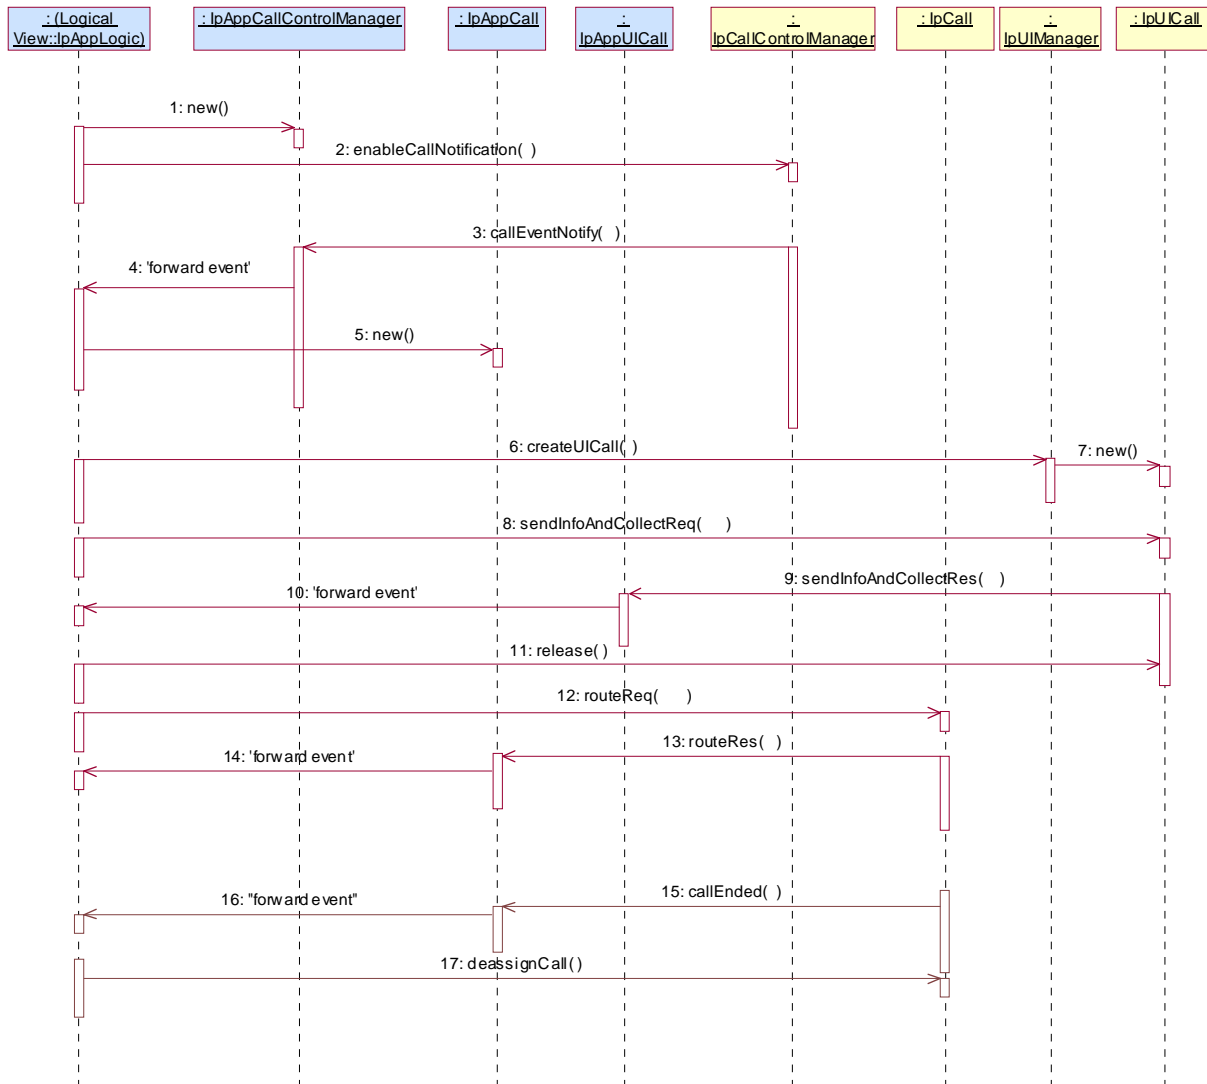 : (Logical
View::IpAppLogic)
: IpAppCallControlManager
: IpAppCall
:
IpAppUICall
:
IpCallControlManager
: IpCall
:
IpUIManager
: IpUICall
1: new()
2: enableCallNotification( )
3: callEventNotify( )
4: 'forward event'
5: new()
6: createUICall( )
7: new()
8: sendInfoAndCollectReq( )
9: sendInfoAndCollectRes( )
10: 'forward event'
11: release( )
12: routeReq( )
13: routeRes( )
14: 'forward event'
15: callEnded( )
16: "forward event"
17: deassignCall( )